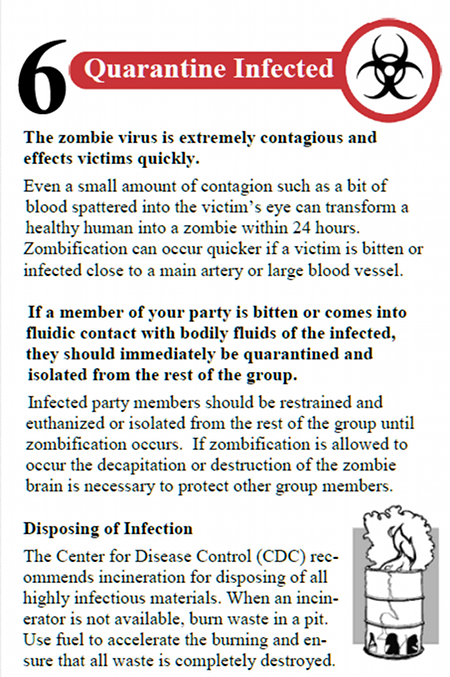 6 Quarantine Infected
The zombie virus is extremely contagious and
effects victims quickly.
Even a small amount of contagion such as a bit of
blood spattered into the victim's eye can transform a
healthy human into a zombie within 24 hours.
Zombification can occur quicker if a victim is bitten or
infected close to a main artery or large blood vessel.
If a member of your party is bitten or comes into
fluidic contact with bodily fluids of the infected,
they should immediately be quarantined and
isolated from the rest of the group.
Infected party members should be restrained and
euthanized or isolated from the rest of the group until
zombification occurs.  If zombification is allowed to
occur the decapitation or destruction of the zombie
brain is necessary to protect other group members.
Disposing of Infection
The Center for Disease Control (CDC) rec-
ommends incineration for disposing of all
highly infectious materials. When an incin-
erator is not available, burn waste in a pit.
Use fuel to accelerate the burning and en-
sure that all waste is completely destroyed.